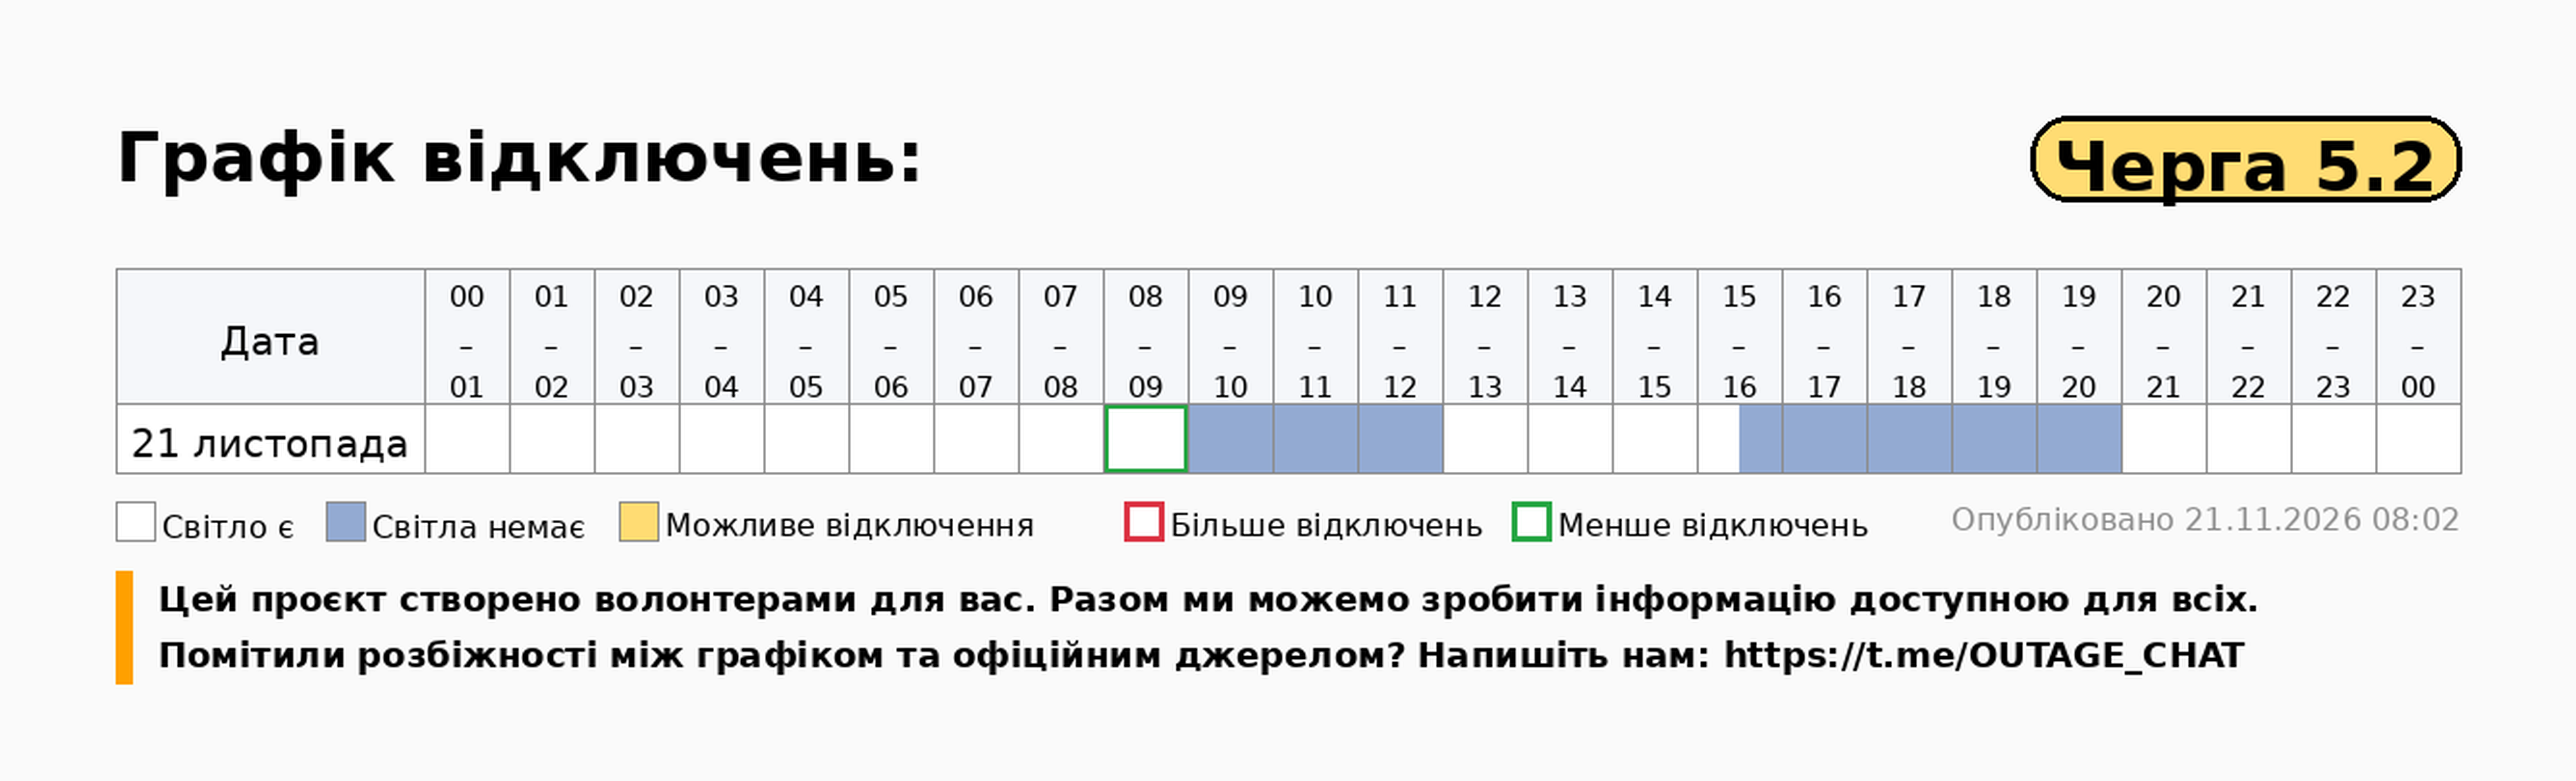 Графік відключень:
Черга 5.2
Дата 00 – 01 01 – 02 02 – 03 03 – 04 04 – 05 05 – 06 06 – 07 07 – 08 08 – 09 09 – 10 10 – 11 11 – 12 12 – 13 13 – 14 14 – 15 15 – 16 16 – 17 17 – 18 18 – 19 19 – 20 20 – 21 21 – 22 22 – 23 23 – 00
21 листопада
Світло є Світла немає Можливе відключення Більше відключень Менше відключень Опубліковано 21.11.2026 08:02
Цей проєкт створено волонтерами для вас. Разом ми можемо зробити інформацію доступною для всіх.
Помітили розбіжності між графіком та офіційним джерелом? Напишіть нам: https://t.me/OUTAGE_CHAT